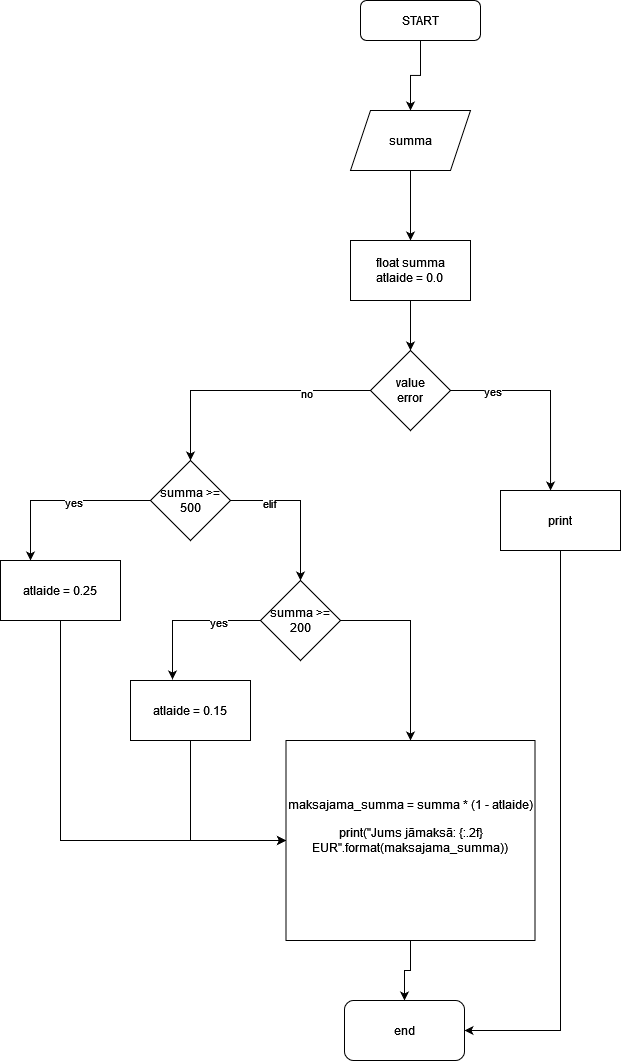 START
summa
float summa
atlaide = 0.0
value
error
no
yes
summa >=
500
yes
elif
print
atlaide = 0.25
summa >=
200
yes
atlaide = 0.15
maksajama_summa = summa * (1 - atlaide)
print("Jums jāmaksā: {:.2f}
EUR".format(maksajama_summa))
end